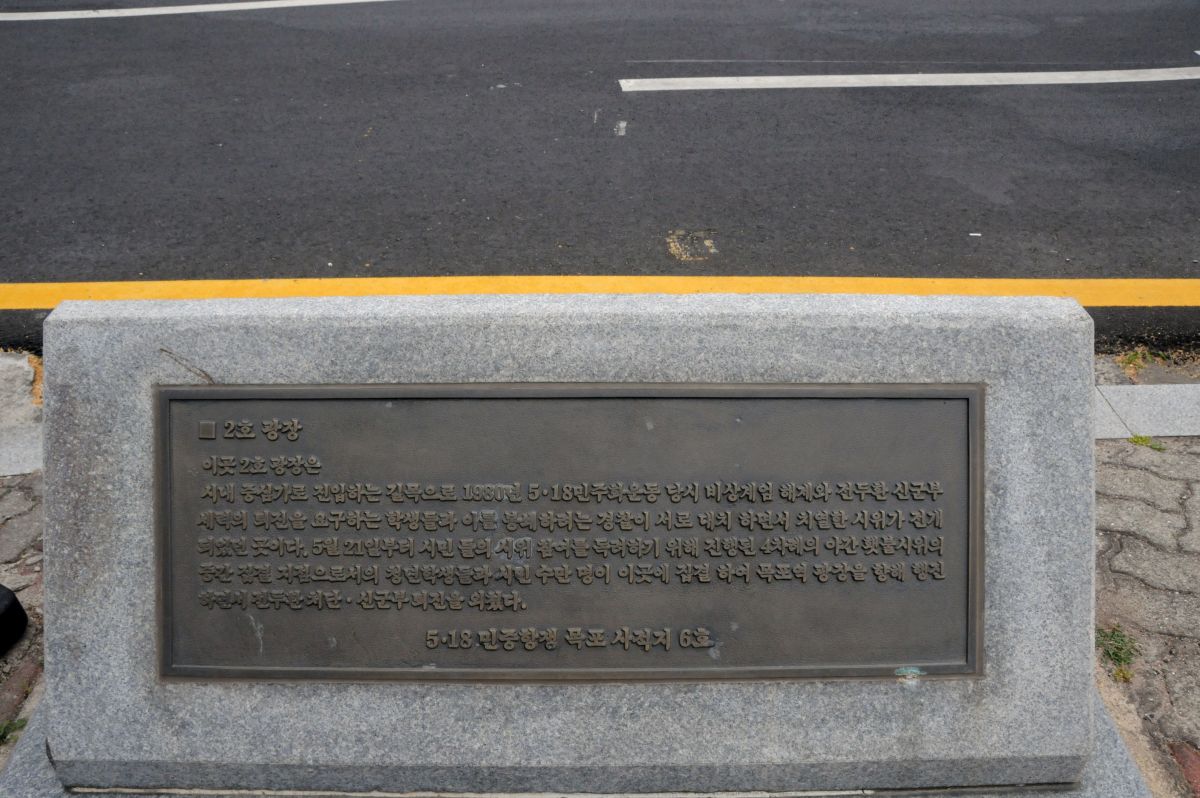 ■ 2호 광장
이곳 2호 광장은
시내 중심가로 진입하는 길목으로 1980년 5·18민주화운동 당시 비상계엄 해제와 전두환 신군부
세력의 퇴진을 요구하는 학생들과 이를 방어하려는 경찰이 서로 대치 하면서 치열한 시위가 전개
되었던 곳이다. 5월 21일부터 시민 들의 시위 참여를 독려하기 위해 진행된 4차례의 야간 횃불시위의
중간 집결 지점으로서의 청년학생들과 시민 수만 명이 이곳에 집결 하여 목포역 광장을 향해 행진
하면서 전두환 처단·신군부 퇴진을 외쳤다.
5·18 민중항쟁 목포 사적지 6호